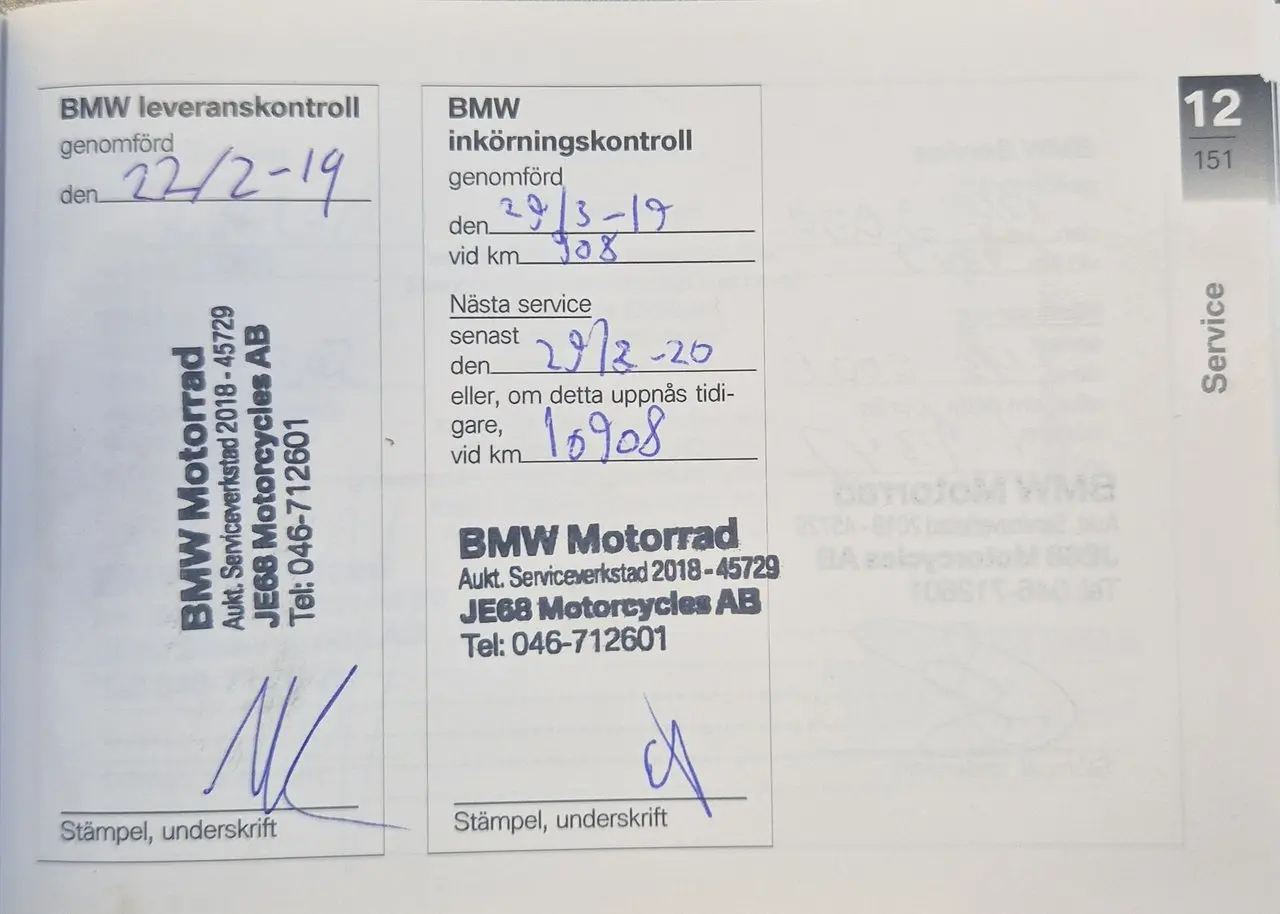 BMW leveranskontroll
genomförd
den 22/2-19
BMW Motorrad
Aukt. Serviceverkstad 2018 - 45729
JE68 Motorcycles AB
Tel: 046-712601
Stämpel, underskrift
BMW
inkörningskontroll
genomförd
den 29/3-19
vid km 908
Nästa service
senast
den 29/3-20
eller, om detta uppnås tidi-
gare,
vid km 10908
BMW Motorrad
Aukt. Serviceverkstad 2018 - 45729
JE68 Motorcycles AB
Tel: 046-712601
Stämpel, underskrift
12
151
Service